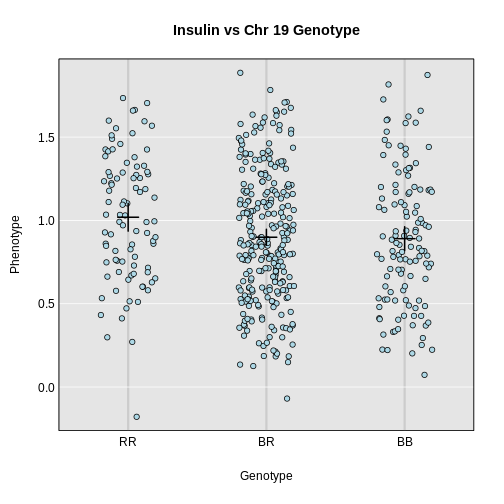 Insulin vs Chr 19 Genotype
Phenotype
1.5
1.0
0.5
0.0
RR BR BB
Genotype